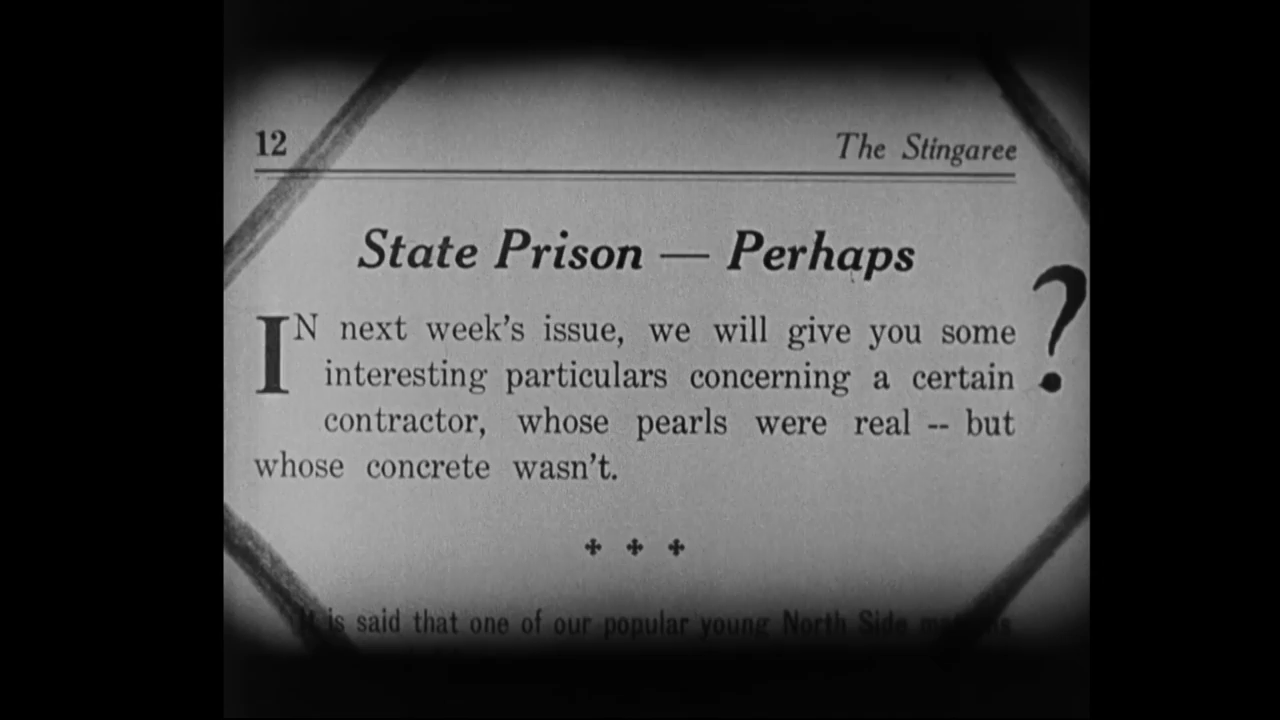 12
The Stingaree
State Prison — Perhaps
IN next week's issue, we will give you some
interesting particulars concerning a certain
contractor, whose pearls were real -- but
whose concrete wasn't.
?
is said that one of our popular young North Side